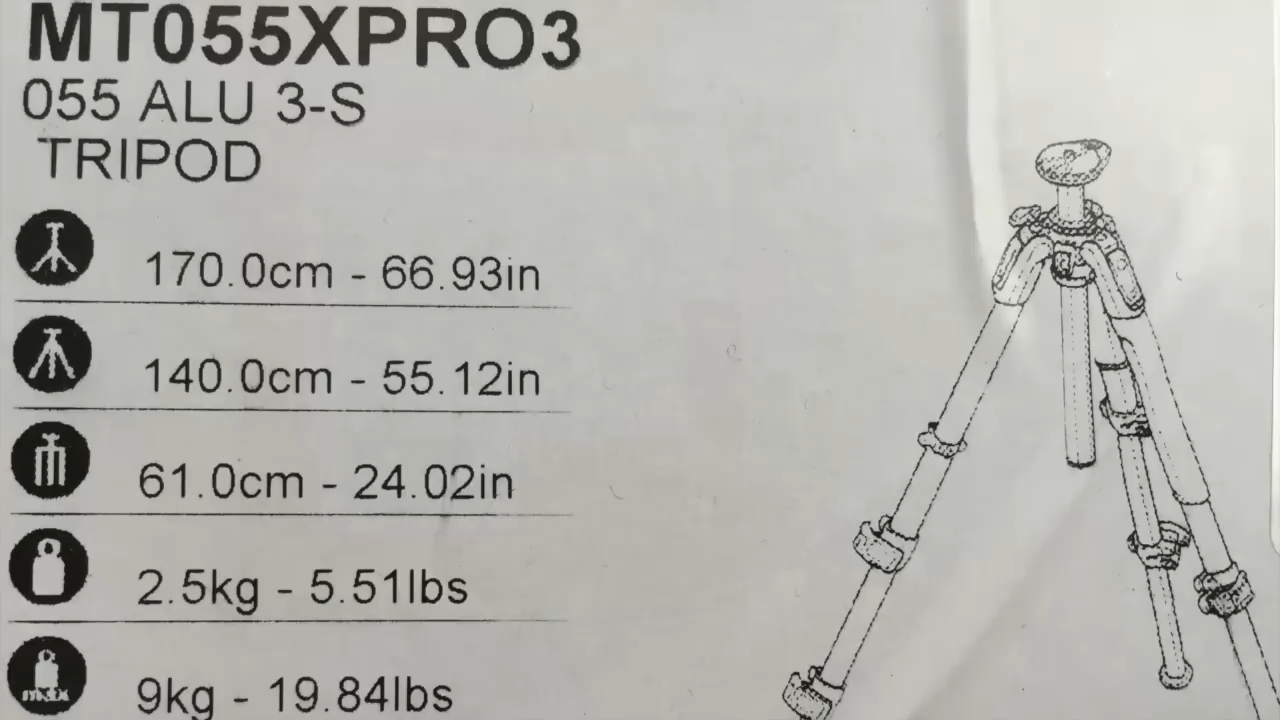 MT055XPRO3
055 ALU 3-S
TRIPOD
170.0cm - 66.93in
140.0cm - 55.12in
61.0cm - 24.02in
2.5kg - 5.51lbs
9kg - 19.84lbs